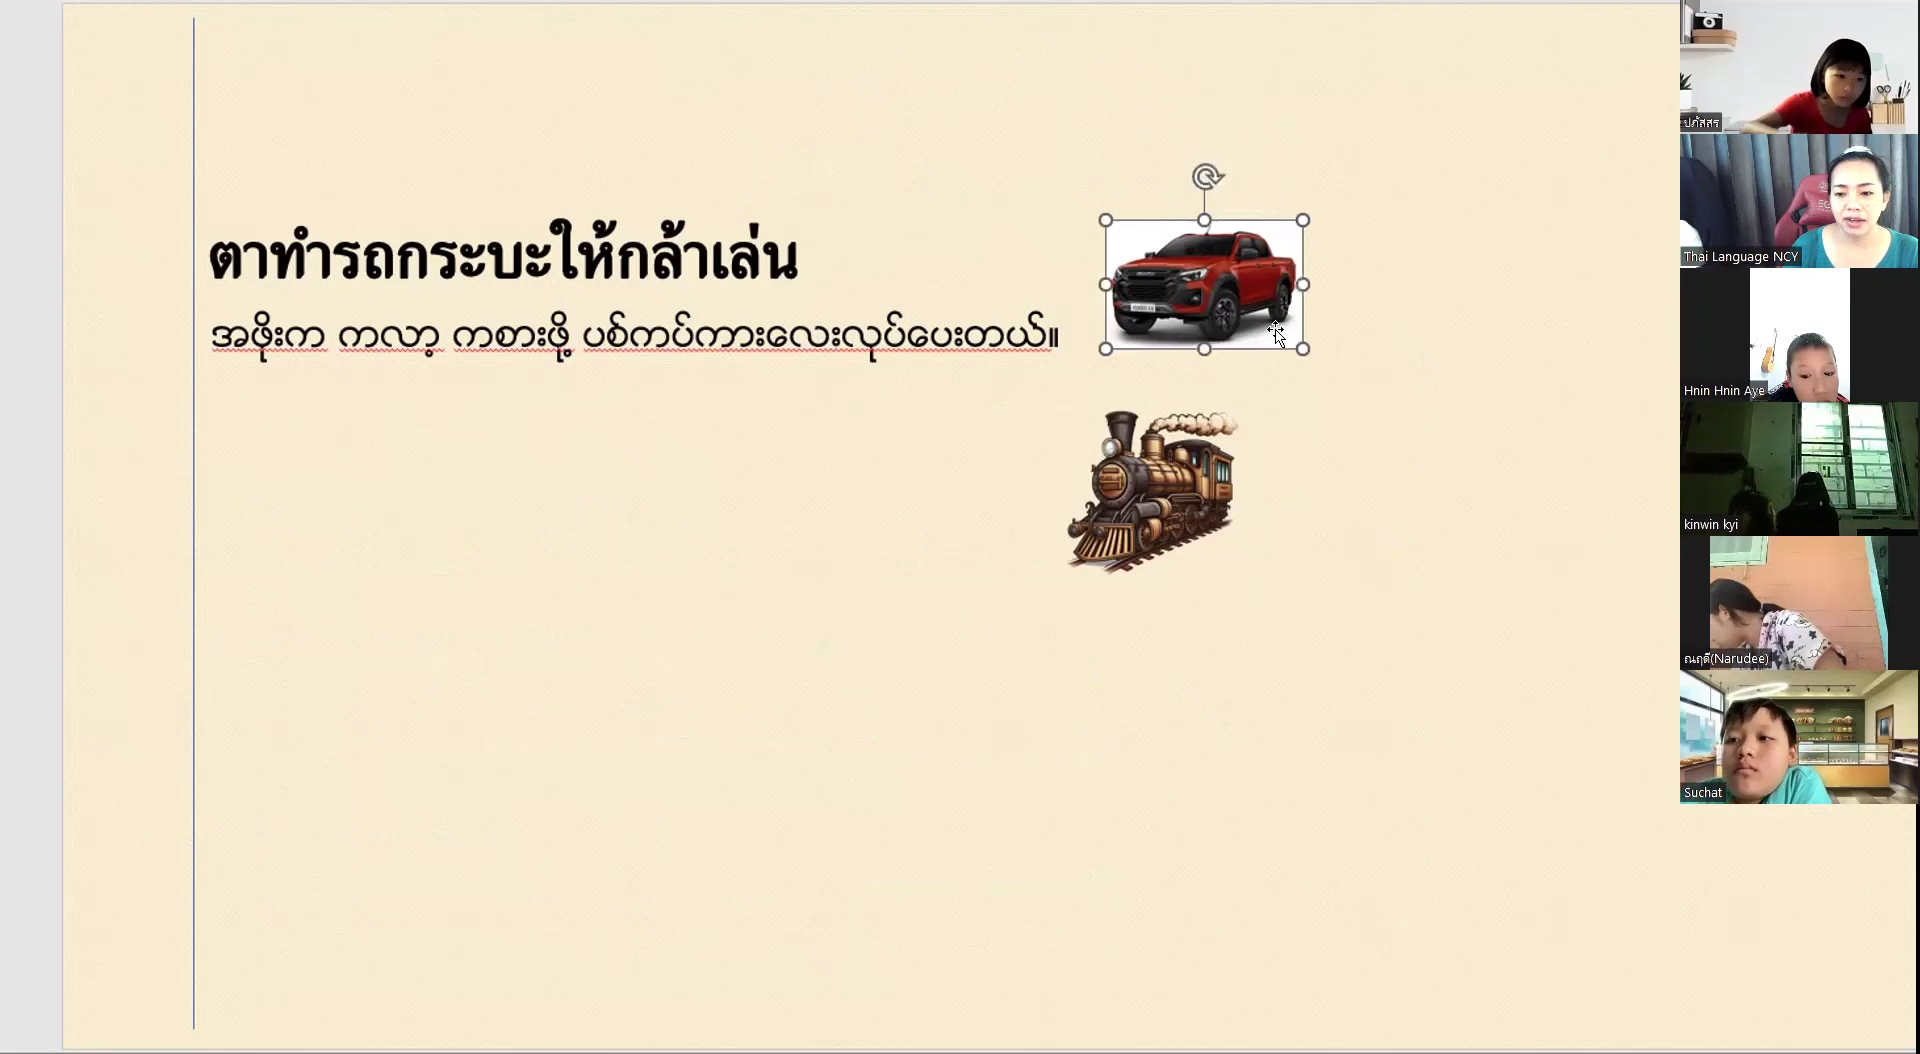 ตาทำรถกระบะให้กล้าเล่น
အဖိုးက ကလာ့ ကစားဖို့ ပစ်ကပ်ကားလေးလုပ်ပေးတယ်။
ปภัสสร
Thai Language NCY
Hnin Hnin Aye
kinwin kyi
ณฤดี(Narudee)
Suchat